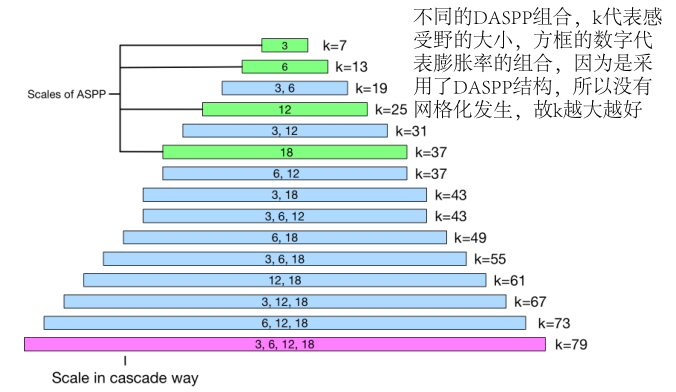 不同的DASPP组合，k代表感
受野的大小，方框的数字代
表膨胀率的组合，因为是采
用了DASPP结构，所以没有
网格化发生，故k越大越好
3 k=7
6 k=13
3, 6 k=19
Scales of ASPP
12 k=25
3, 12 k=31
18 k=37
6, 12 k=37
3, 18 k=43
3, 6, 12 k=43
6, 18 k=49
3, 6, 18 k=55
12, 18 k=61
3, 12, 18 k=67
6, 12, 18 k=73
3, 6, 12, 18 k=79
Scale in cascade way